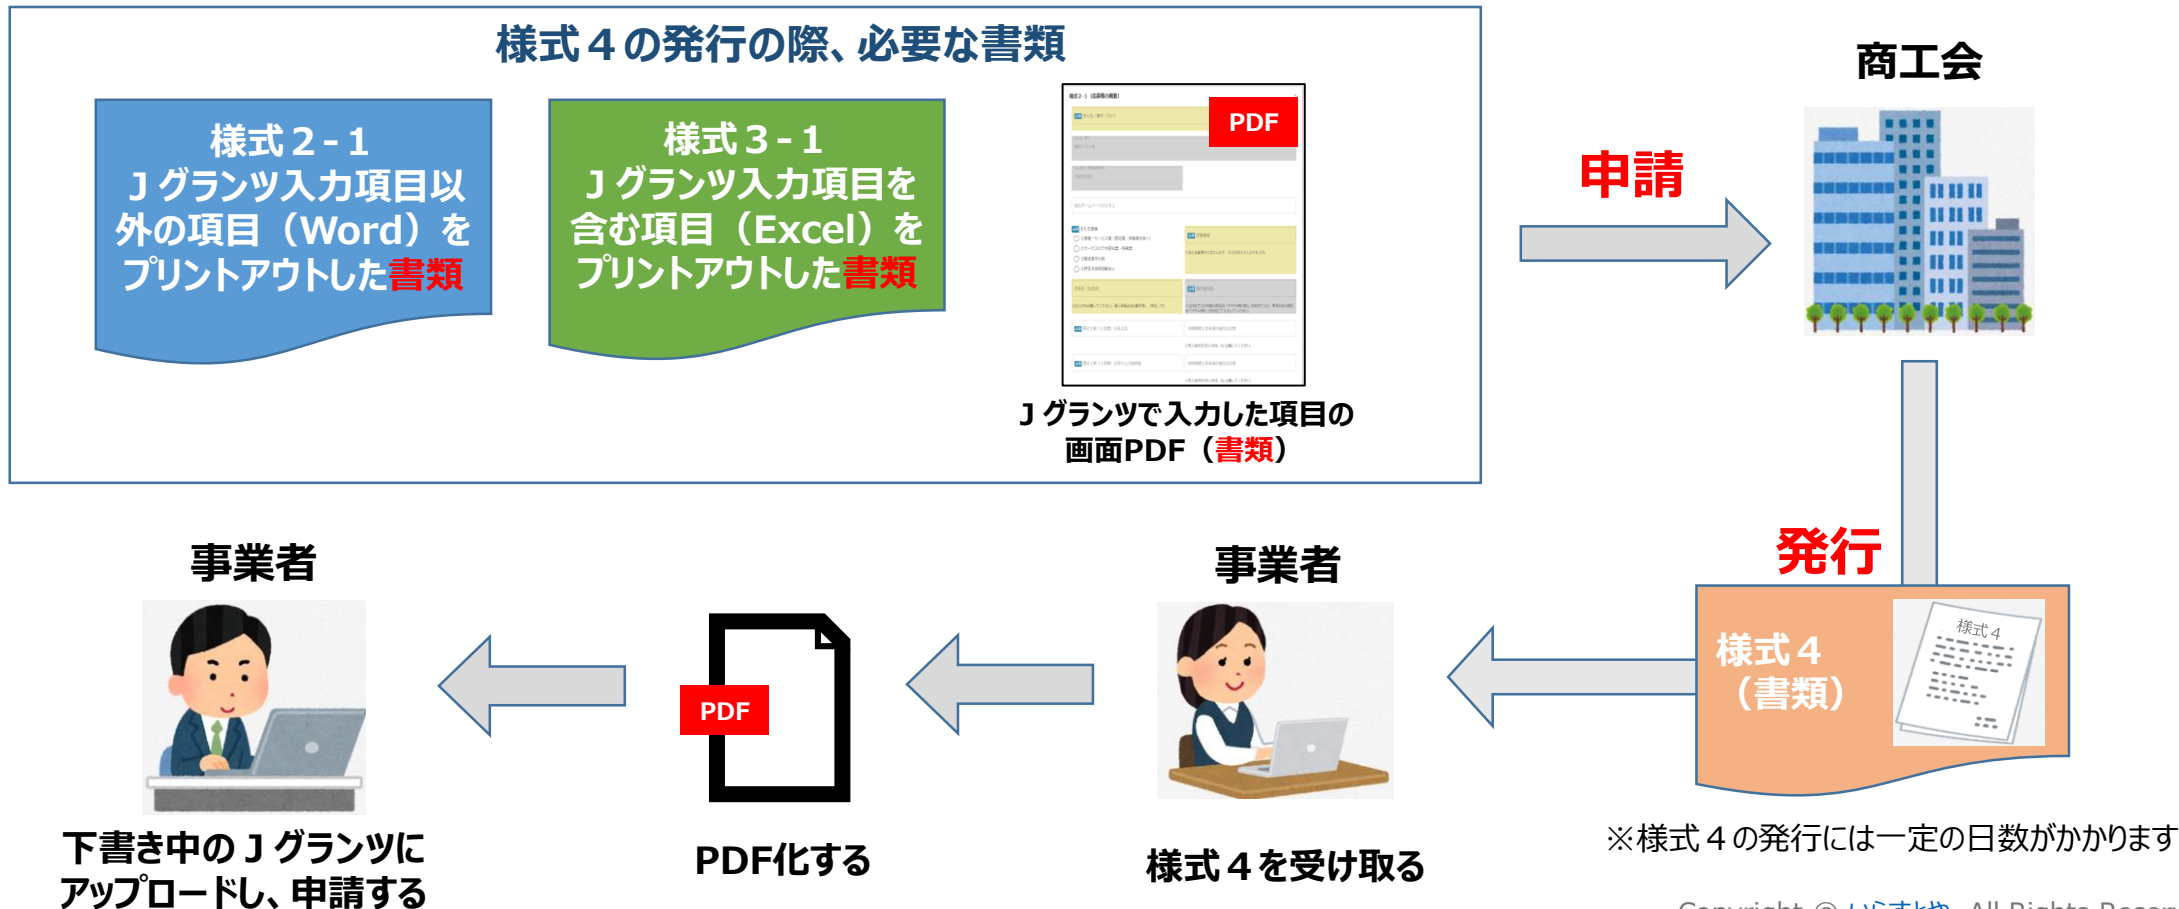 様式４の発行の際、必要な書類
様式２-１
Ｊグランツ入力項目以
外の項目（Word）を
プリントアウトした書類
様式３-１
Ｊグランツ入力項目を
含む項目（Excel）を
プリントアウトした書類
PDF
Ｊグランツで入力した項目の
画面PDF（書類）
申請
商工会
発行
様式４
（書類）
様式４
※様式４の発行には一定の日数がかかります
事業者
様式４を受け取る
PDF
PDF化する
事業者
下書き中のＪグランツに
アップロードし、申請する
Copyright © いらすとや. All Rights Reser